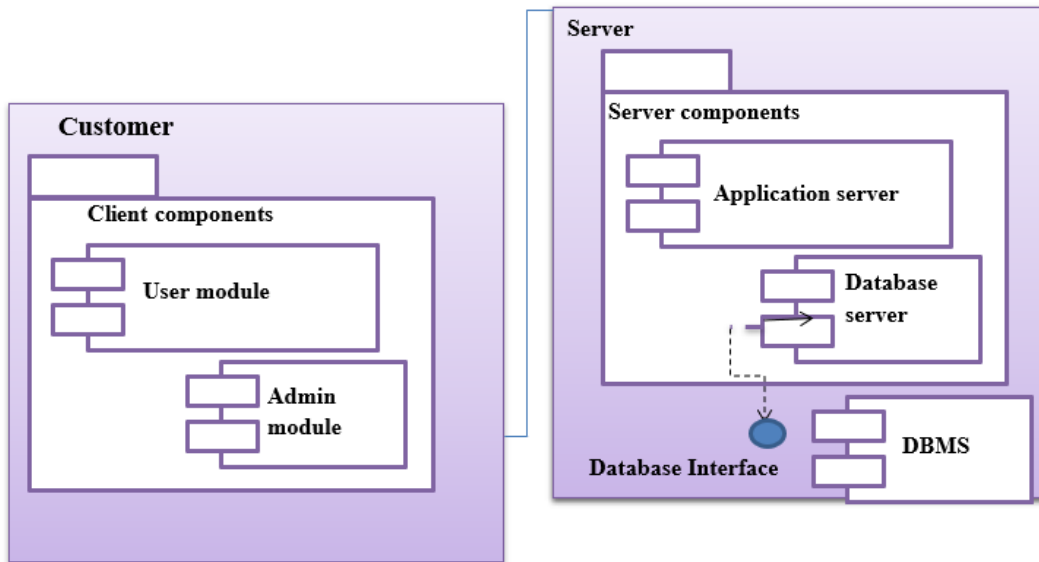 Customer
Client components
User module
Admin
module
Server
Server components
Application server
Database
server
Database Interface
DBMS